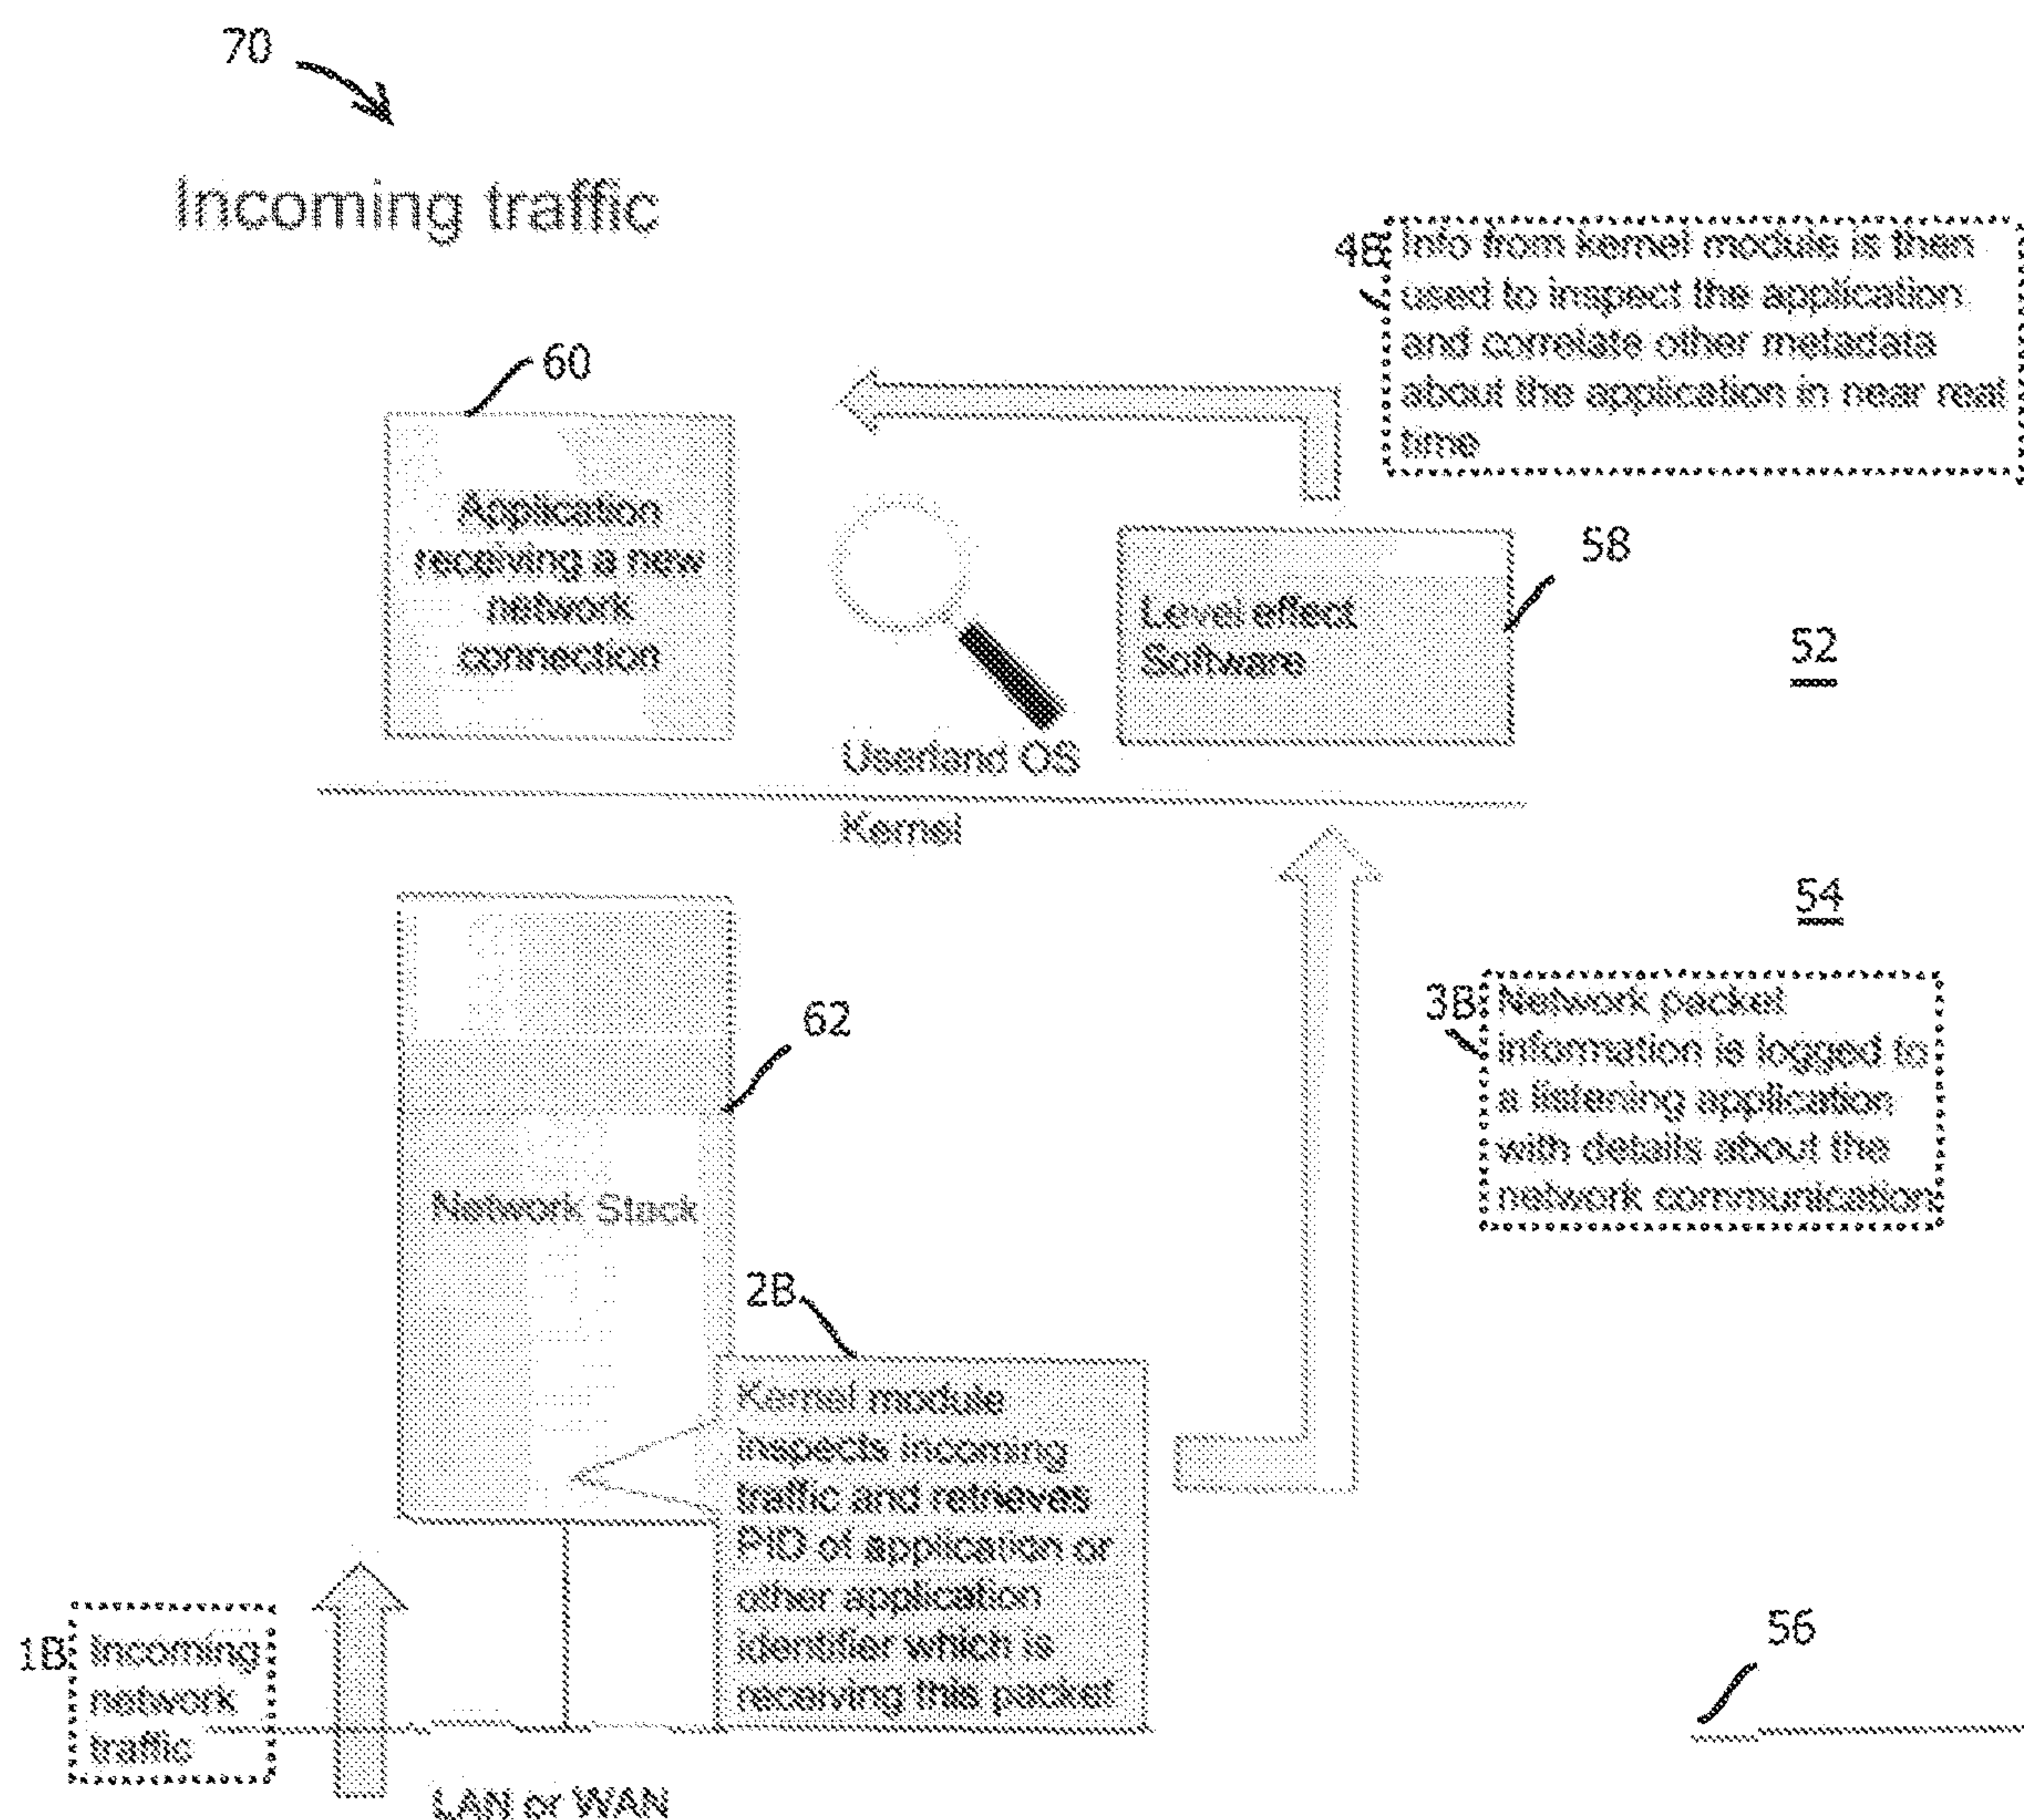 70
Incoming traffic
4B
Info from kernel module is then
used to inspect the application
and correlate other metadata
about the application in near real
time
60
Application
receiving a new
network
connection
58
Level effect
Software
52
Userland OS
Kernel
54
62
3B
Network packet
information is logged to
a listening application
with details about the
network communication
Network Stack
2B
Kernel module
inspects incoming
traffic and retrieves
PID of application or
other application
identifier which is
receiving this packet
1B
Incoming
network
traffic
56
LAN or WAN